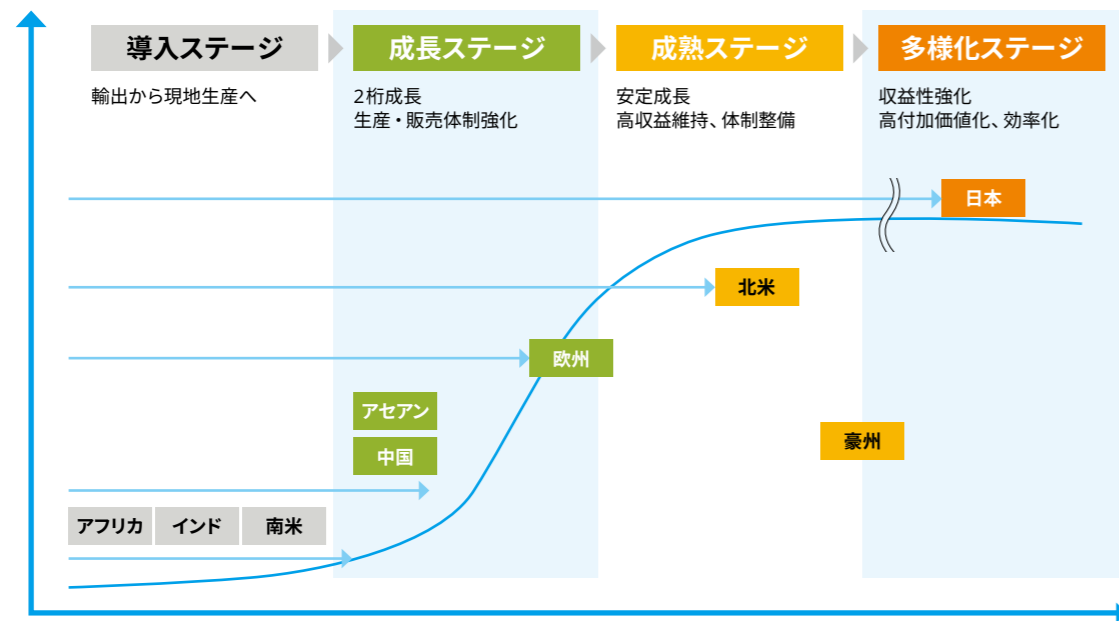 導入ステージ
成長ステージ
成熟ステージ
多様化ステージ
輸出から現地生産へ
2桁成長
生産・販売体制強化
安定成長
高収益維持、体制整備
収益性強化
高付加価値化、効率化
日本
北米
欧州
アセアン
豪州
中国
アフリカ
インド
南米